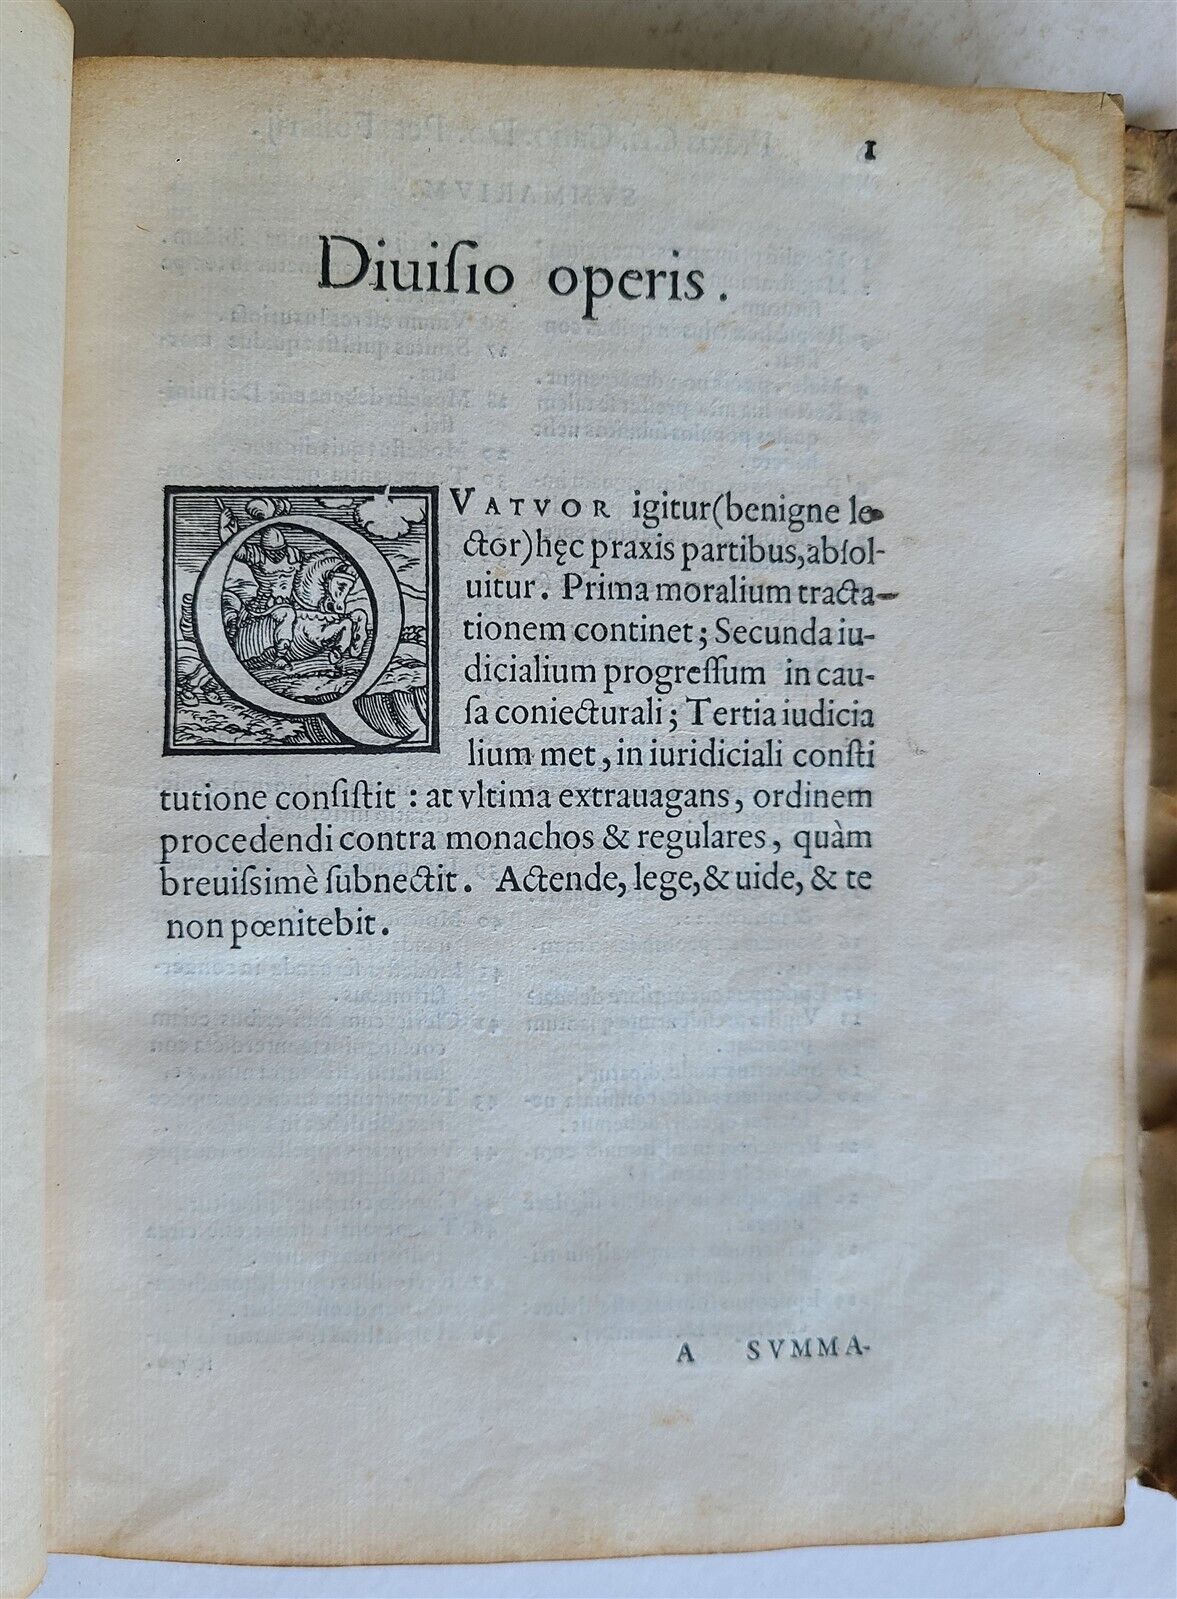 1
Diuiſio operis.
QVATVOR igitur(benigne le-
ctor)hęc praxis partibus,abſol-
uitur. Prima moralium tracta-
tionem continet; Secunda iu-
dicialium progreſſum in cau-
ſa coniecturali; Tertia iudicia
lium met, in iuridiciali conſti
tutione conſiſtit : at vltima extrauagans, ordinem
procedendi contra monachos & regulares, quàm
breuiſsimè ſubnectit. Actende, lege,& uide, & te
non pœnitebit.
A SVMMA-